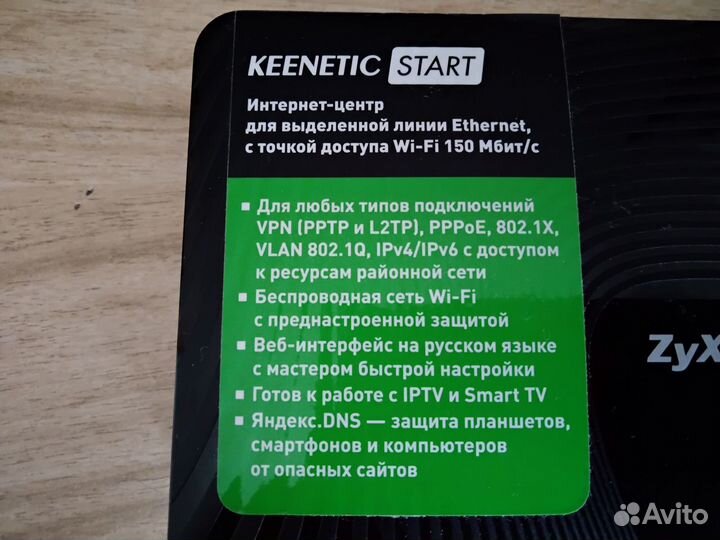 KEENETIC START
Интернет-центр
для выделенной линии Ethernet,
с точкой доступа Wi-Fi 150 Мбит/с
▪ Для любых типов подключений
VPN (PPTP и L2TP), PPPoE, 802.1X,
VLAN 802.1Q, IPv4/IPv6 с доступом
к ресурсам районной сети
▪ Беспроводная сеть Wi-Fi
с преднастроенной защитой
▪ Веб-интерфейс на русском языке
с мастером быстрой настройки
▪ Готов к работе с IPTV и Smart TV
▪ Яндекс.DNS — защита планшетов,
смартфонов и компьютеров
от опасных сайтов
ZyX
Avito